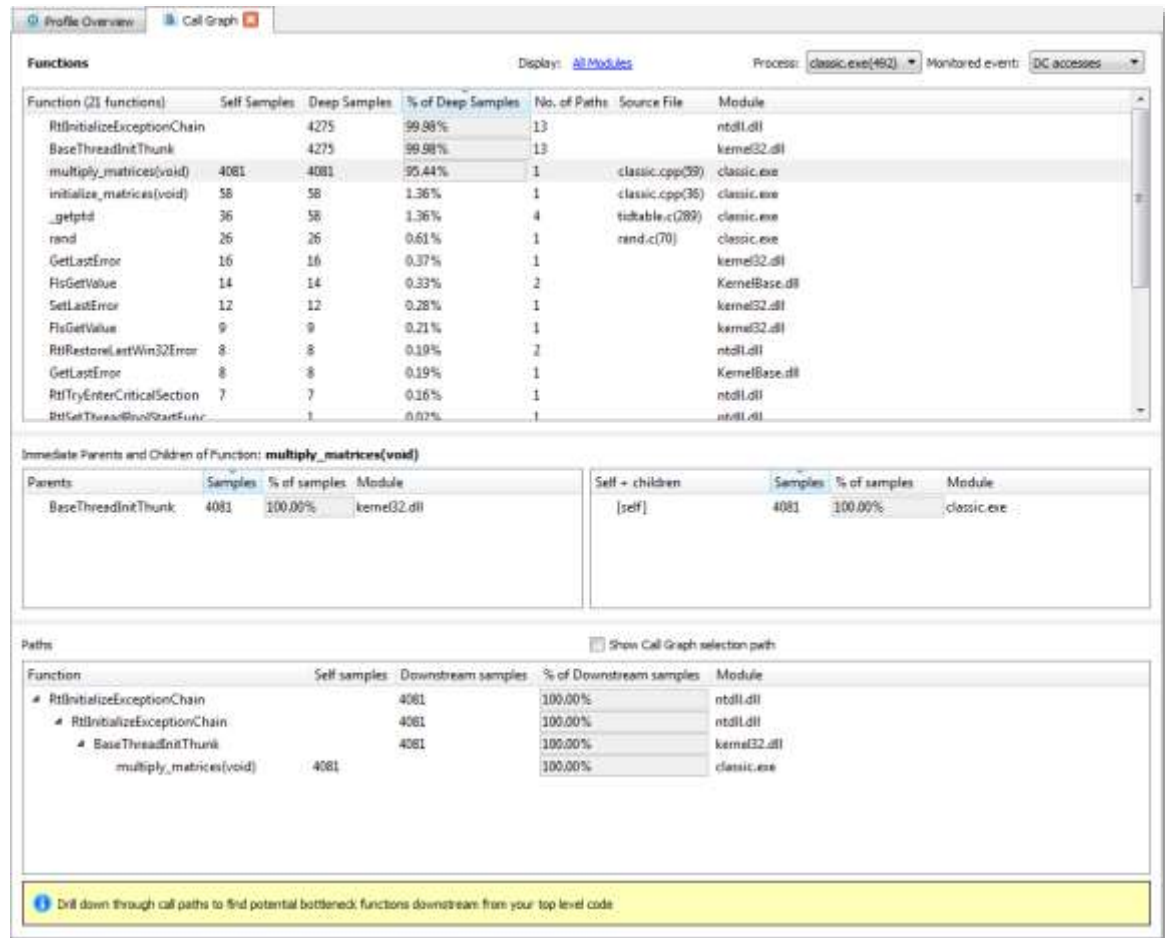 Profile Overview Call Graph
Functions Display: All Modules Process: classic.exe(492) Monitored event: DC accesses
Function (21 functions) Self Samples Deep Samples % of Deep Samples No. of Paths Source File Module
RtlInitializeExceptionChain 4275 99.98% 13 ntdll.dll
BaseThreadInitThunk 4275 99.98% 13 kernel32.dll
multiply_matrices(void) 4081 4081 95.44% 1 classic.cpp(59) classic.exe
initialize_matrices(void) 58 58 1.36% 1 classic.cpp(36) classic.exe
_getptd 36 58 1.36% 4 tidtable.c(289) classic.exe
rand 26 26 0.61% 1 rand.c(70) classic.exe
GetLastError 16 16 0.37% 1 kernel32.dll
FlsGetValue 14 14 0.33% 2 KernelBase.dll
SetLastError 12 12 0.28% 1 kernel32.dll
FlsGetValue 9 9 0.21% 1 kernel32.dll
RtlRestoreLastWin32Error 8 8 0.19% 2 ntdll.dll
GetLastError 8 8 0.19% 1 KernelBase.dll
RtlTryEnterCriticalSection 7 7 0.16% 1 ntdll.dll
RtlSetThreadPoolStartFunc 1 0.02% 1 ntdll.dll
Immediate Parents and Children of Function: multiply_matrices(void)
Parents Samples % of samples Module Self + children Samples % of samples Module
BaseThreadInitThunk 4081 100.00% kernel32.dll [self] 4081 100.00% classic.exe
Paths Show Call Graph selection path
Function Self samples Downstream samples % of Downstream samples Module
RtlInitializeExceptionChain 4081 100.00% ntdll.dll
RtlInitializeExceptionChain 4081 100.00% ntdll.dll
BaseThreadInitThunk 4081 100.00% kernel32.dll
multiply_matrices(void) 4081 100.00% classic.exe
Drill down through call paths to find potential bottleneck functions downstream from your top level code